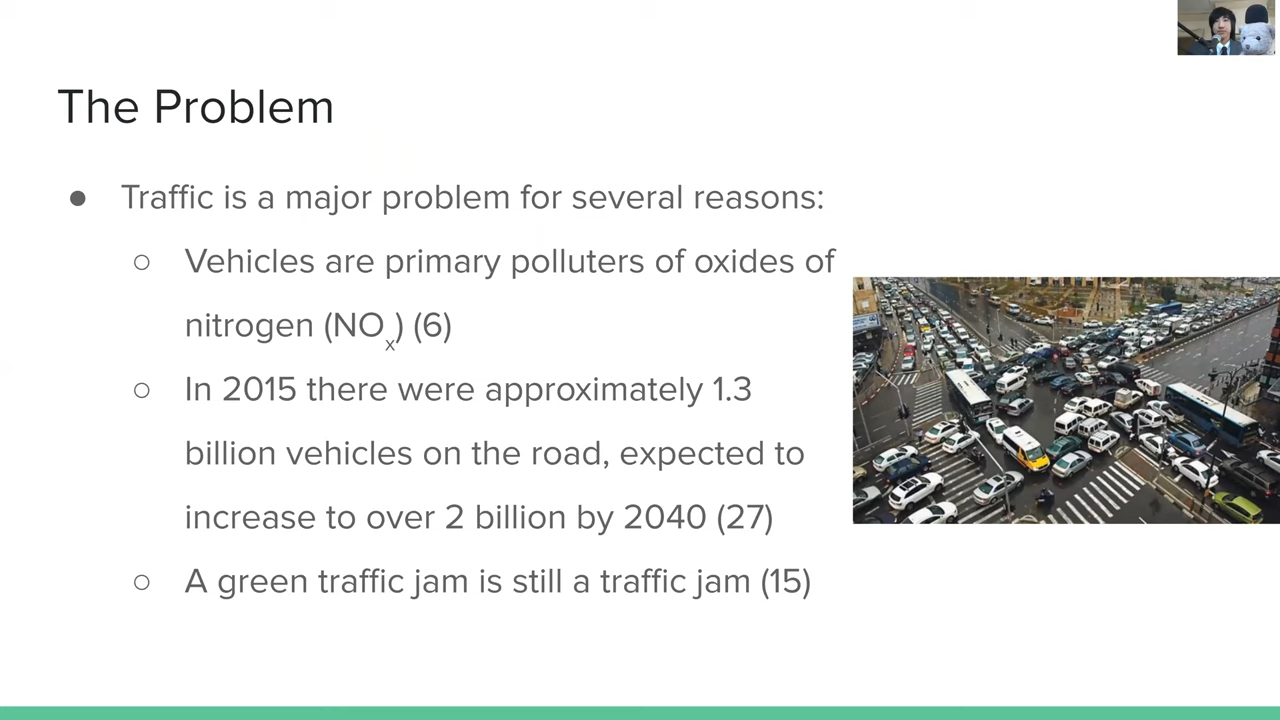 The Problem
● Traffic is a major problem for several reasons:
○ Vehicles are primary polluters of oxides of
nitrogen (NOx) (6)
○ In 2015 there were approximately 1.3
billion vehicles on the road, expected to
increase to over 2 billion by 2040 (27)
○ A green traffic jam is still a traffic jam (15)